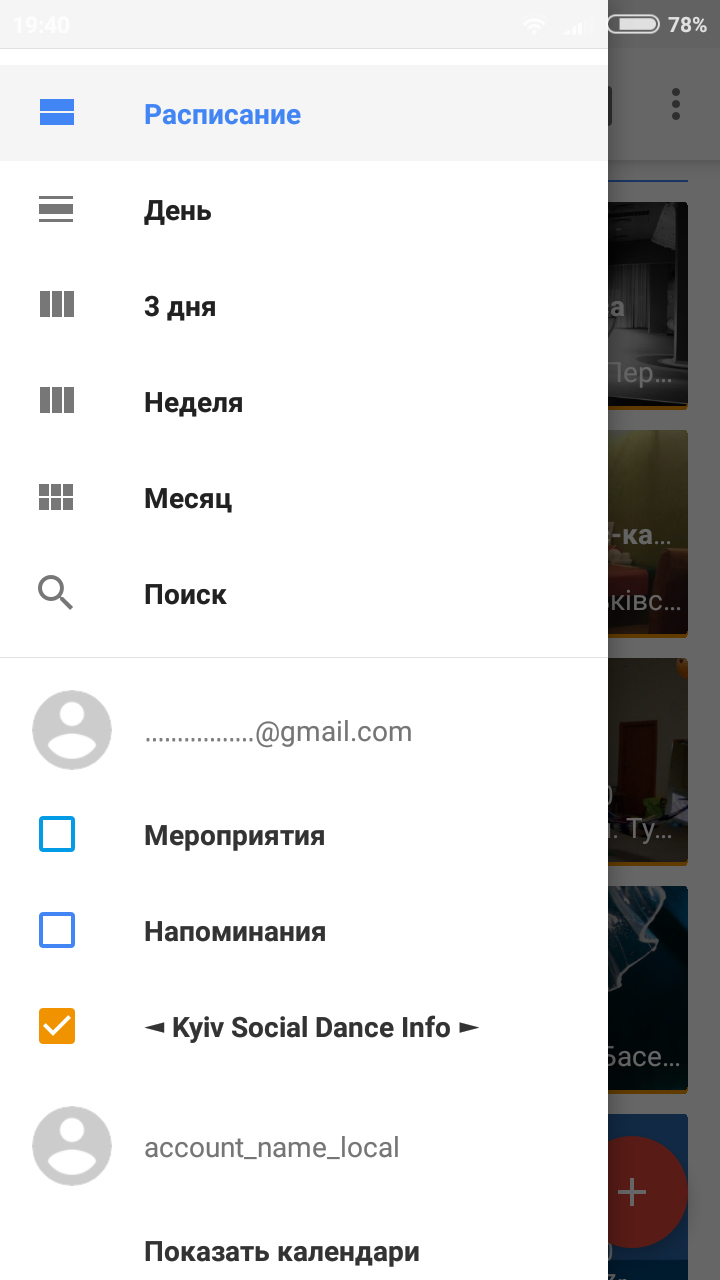 19:40
78%
Расписание
День
3 дня
Неделя
Месяц
Поиск
.................@gmail.com
Мероприятия
Напоминания
◄ Kyiv Social Dance Info ►
account_name_local
Показать календари
а
Пер...
-ка...
ківс...
. Ту...
Басе...